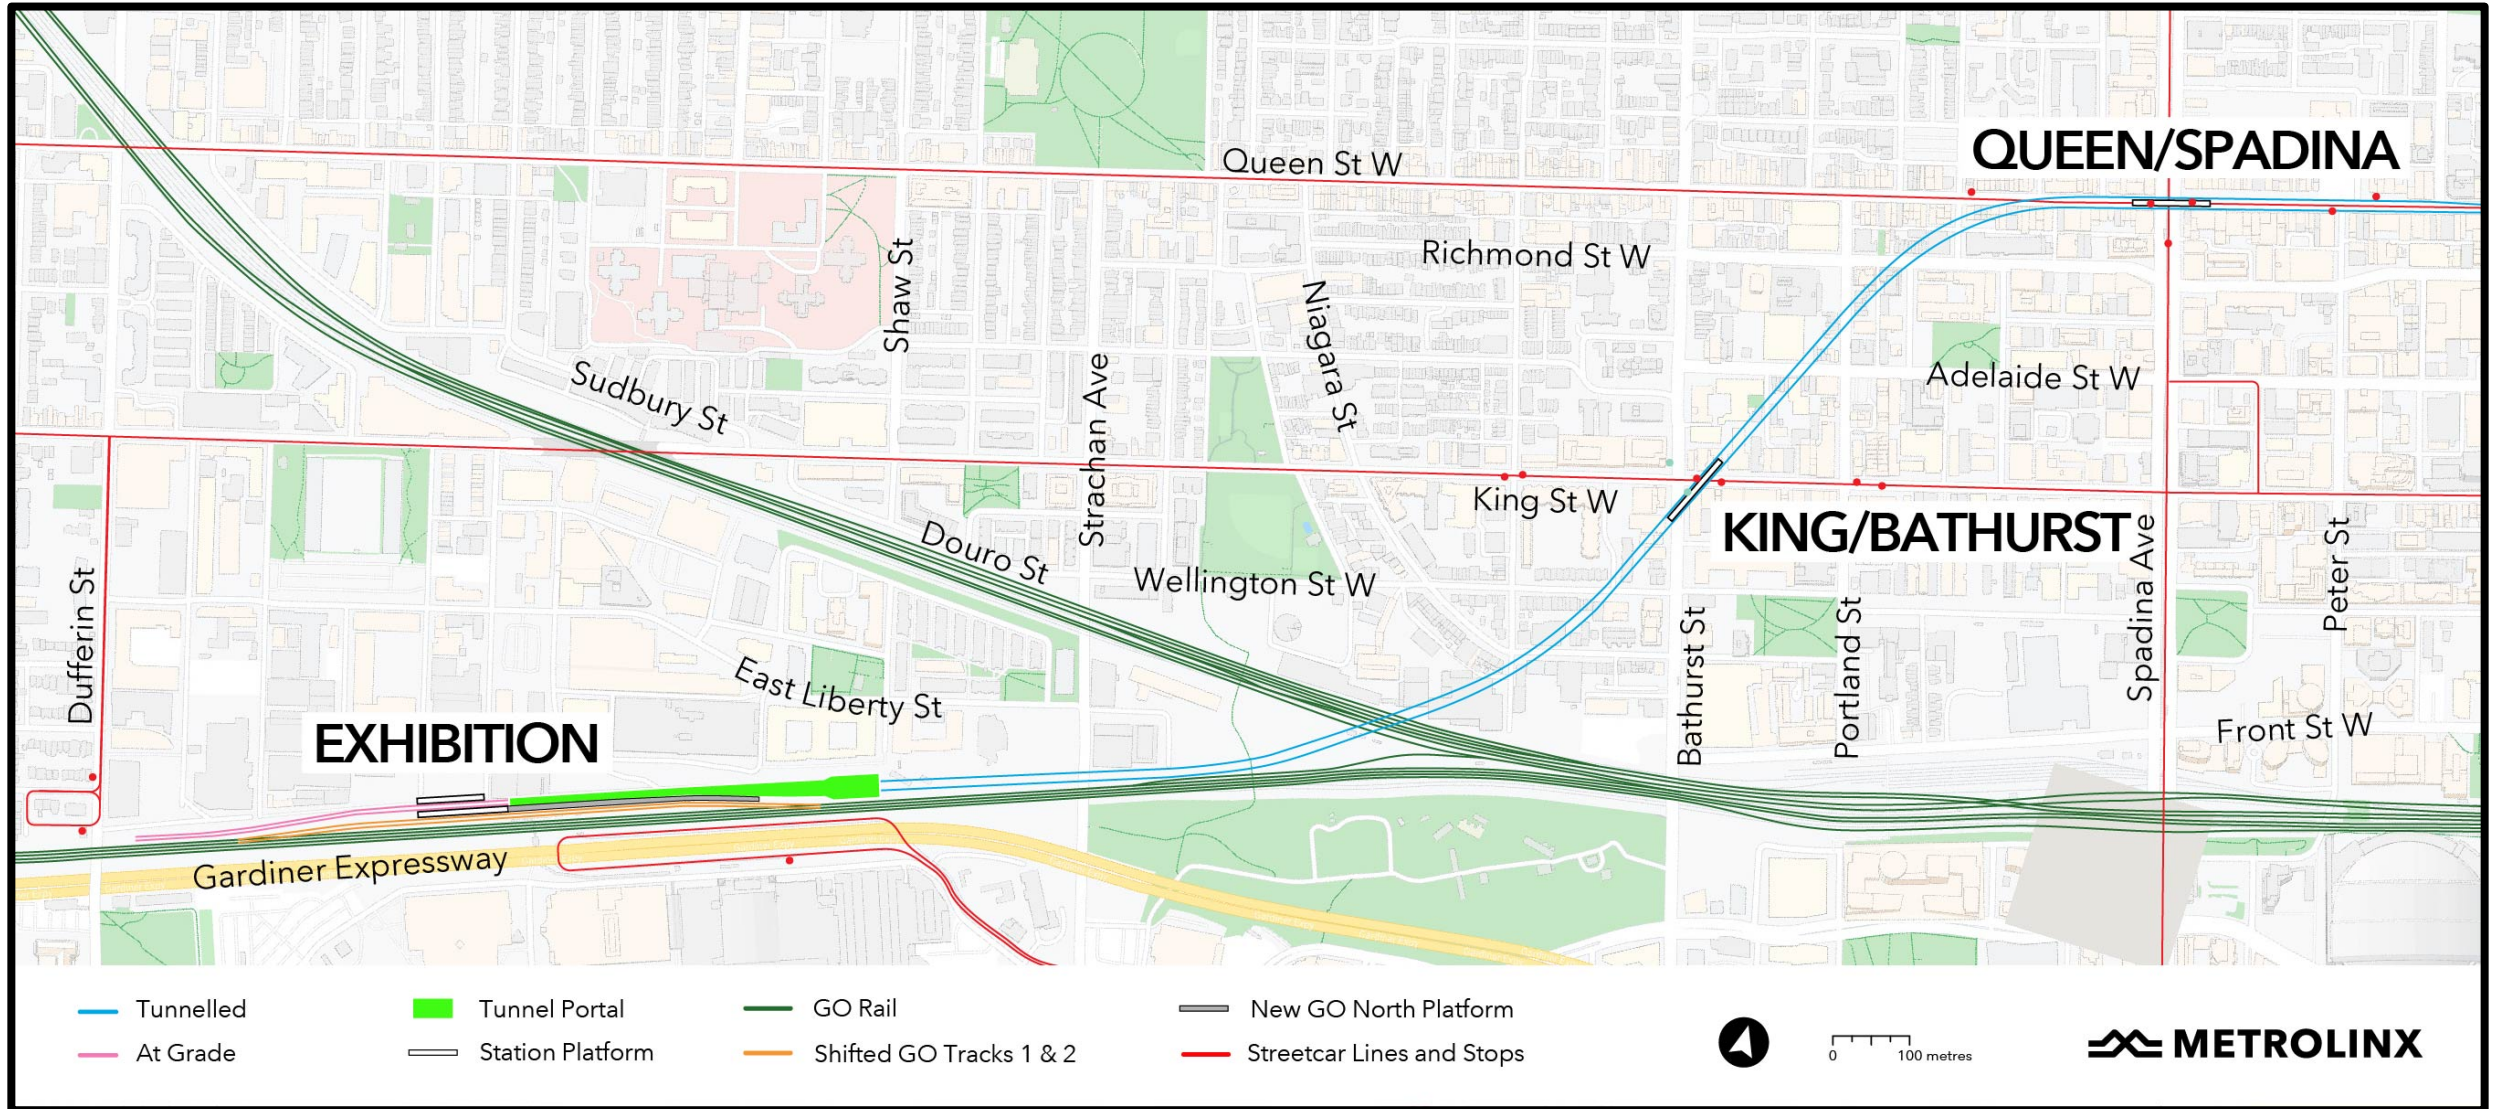 QUEEN/SPADINA
Queen St W
Richmond St W
Shaw St
Niagara St
Adelaide St W
Sudbury St
Strachan Ave
King St W
KING/BATHURST
Douro St
Wellington St W
Dufferin St
Bathurst St
Portland St
Spadina Ave
Peter St
East Liberty St
Front St W
EXHIBITION
Gardiner Expressway
Tunnelled
Tunnel Portal
GO Rail
New GO North Platform
At Grade
Station Platform
Shifted GO Tracks 1 & 2
Streetcar Lines and Stops
0 100 metres
METROLINX